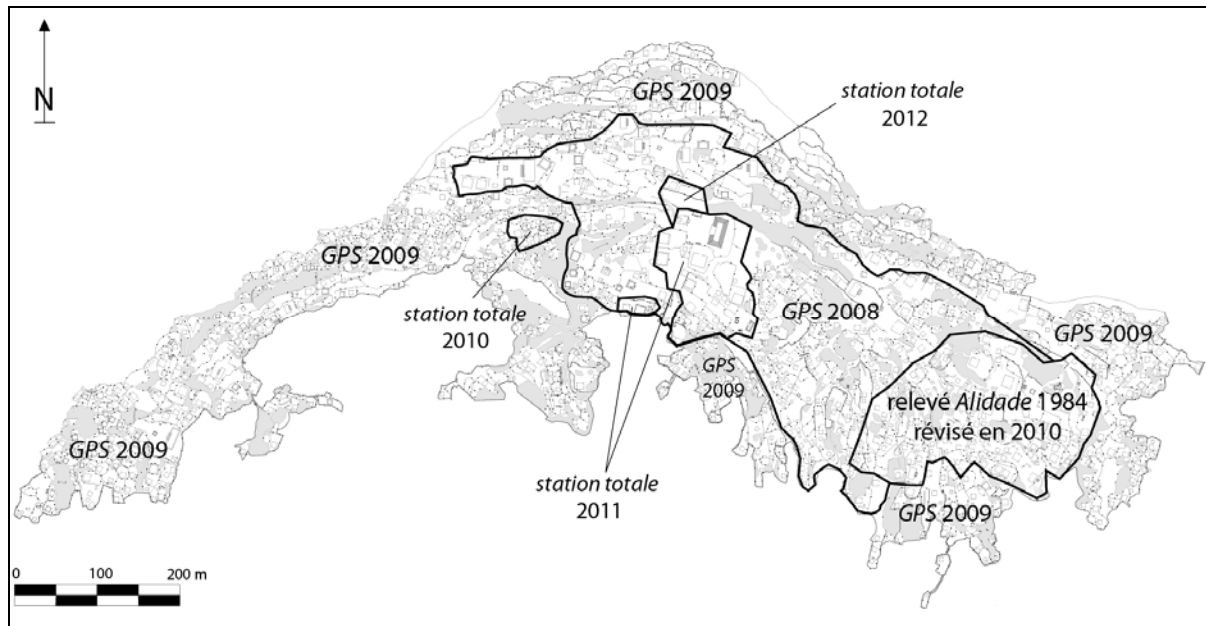 N
GPS 2009
station totale
2012
GPS 2009
station totale
2010
GPS 2008
GPS 2009
GPS
2009
relevé Alidade 1984
révisé en 2010
GPS 2009
station totale
2011
GPS 2009
0 100 200 m